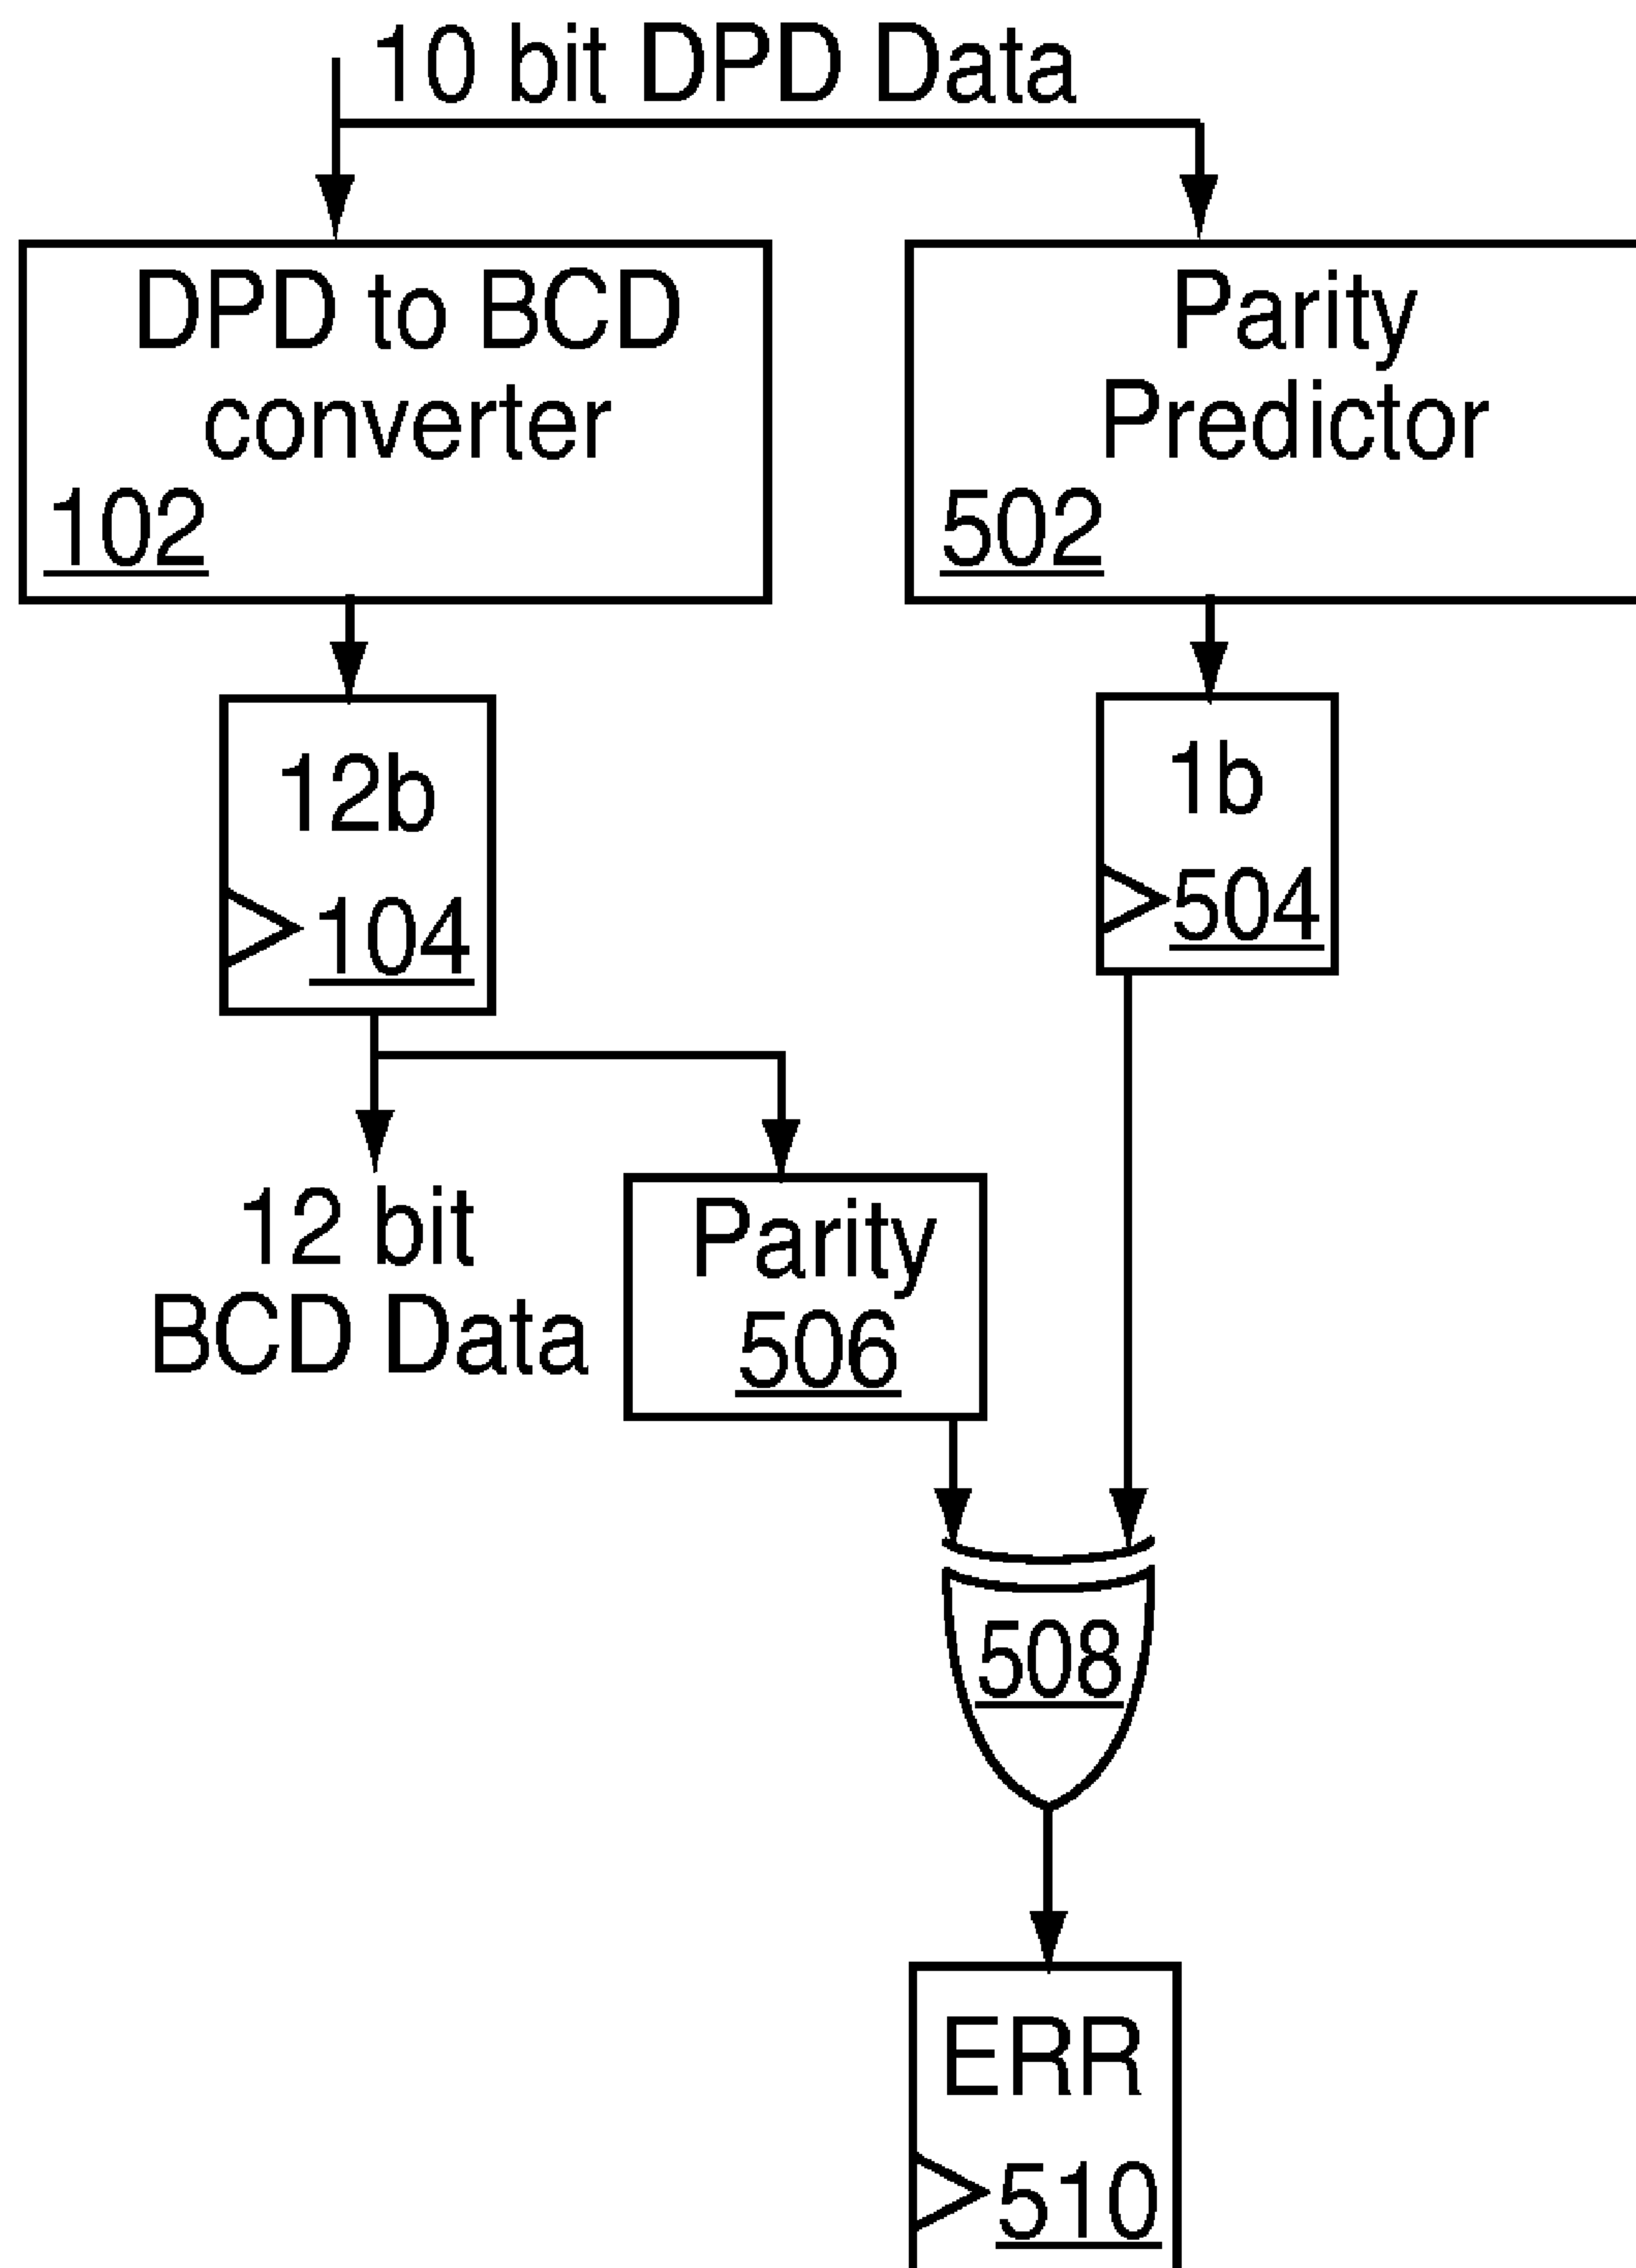 10 bit DPD Data
DPD to BCD
converter
102
Parity
Predictor
502
12b
104
1b
504
12 bit
BCD Data
Parity
506
508
ERR
510